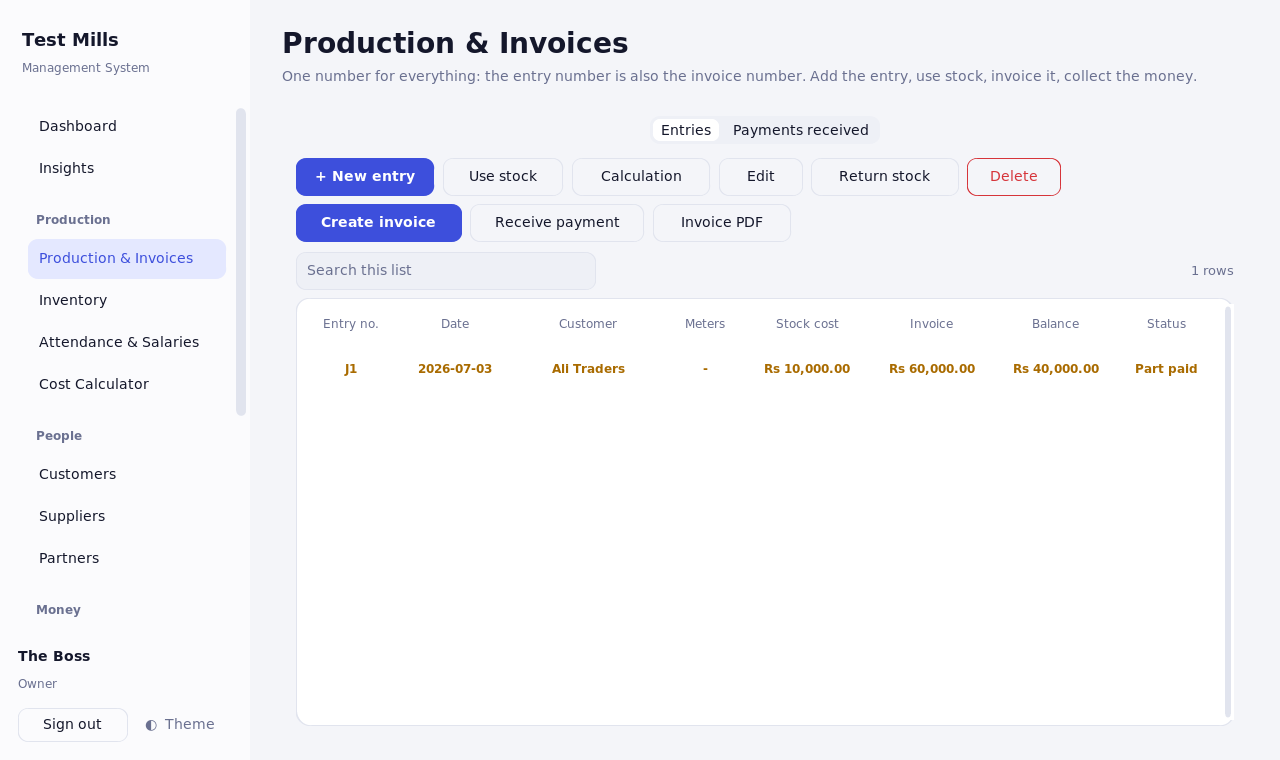 Test Mills
Management System
Dashboard
Insights
Production
Production & Invoices
Inventory
Attendance & Salaries
Cost Calculator
People
Customers
Suppliers
Partners
Money
The Boss
Owner
Sign out
Theme
Production & Invoices
One number for everything: the entry number is also the invoice number. Add the entry, use stock, invoice it, collect the money.
Entries Payments received
+ New entry Use stock Calculation Edit Return stock Delete
Create invoice Receive payment Invoice PDF
Search this list 1 rows
Entry no. Date Customer Meters Stock cost Invoice Balance Status
J1 2026-07-03 Ali Traders - Rs 10,000.00 Rs 60,000.00 Rs 40,000.00 Part paid